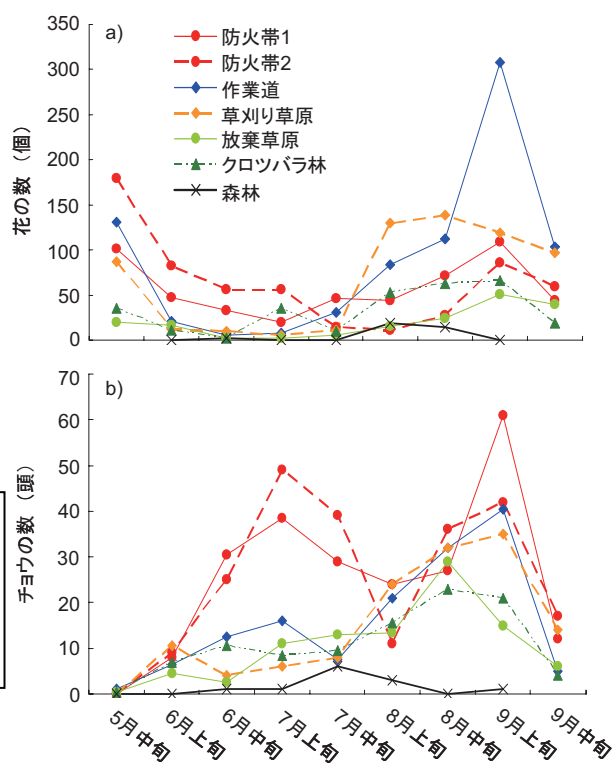 a)
防火帯1
防火帯2
作業道
草刈り草原
放棄草原
クロツバラ林
森林
花の数（個）
350
300
250
200
150
100
50
0
b)
チョウの数（頭）
70
60
50
40
30
20
10
0
5月中旬
6月上旬
6月中旬
7月上旬
7月中旬
8月上旬
8月中旬
9月上旬
9月中旬